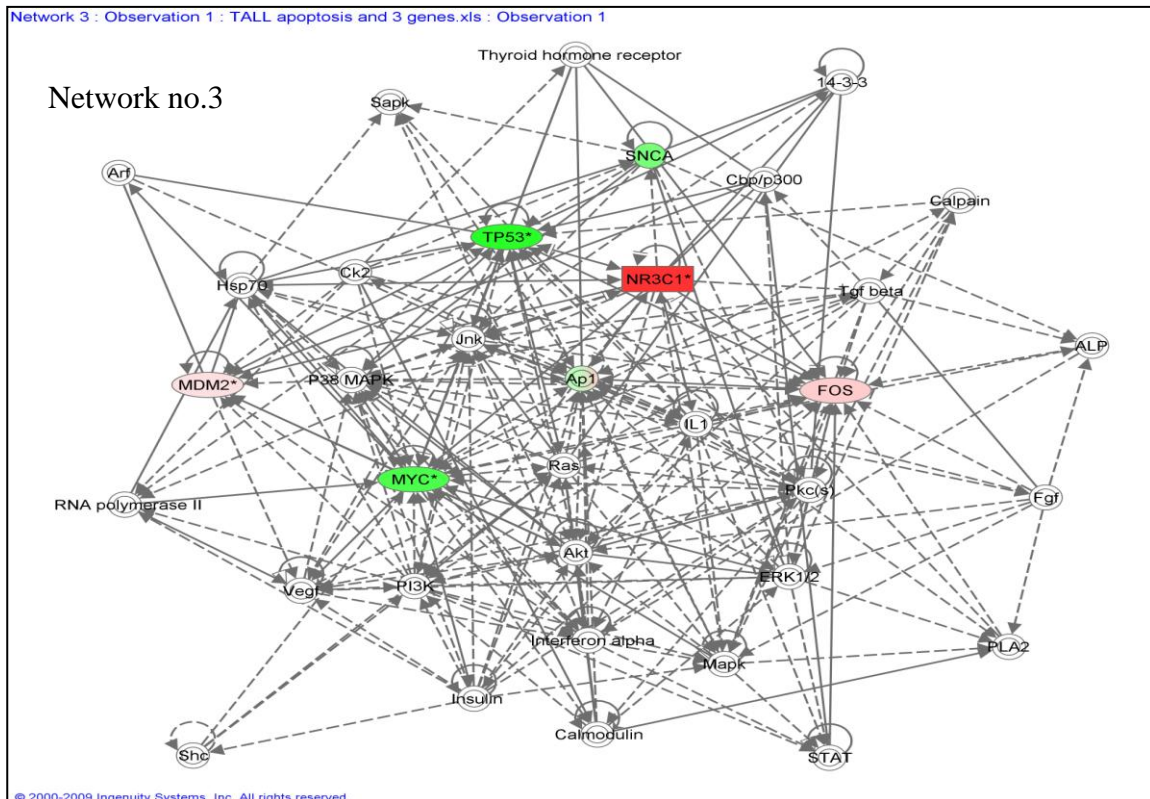 Network 3 : Observation 1 : TALL apoptosis and 3 genes.xls : Observation 1
Thyroid hormone receptor
14-3-3
Network no.3
Sapk
SNCA
Arf
Cbp/p300
Calpain
TP53*
Ck2
NR3C1*
Hsp70
Tgf beta
Jnk
ALP
MDM2*
P38 MAPK
Ap1
FOS
IL1
Ras
MYC*
Pkc(s)
Fgf
RNA polymerase II
Akt
ERK1/2
Vegf
PI3K
Interferon alpha
PLA2
Mapk
Insulin
Calmodulin
Shc
STAT
© 2000-2009 Ingenuity Systems, Inc. All rights reserved.